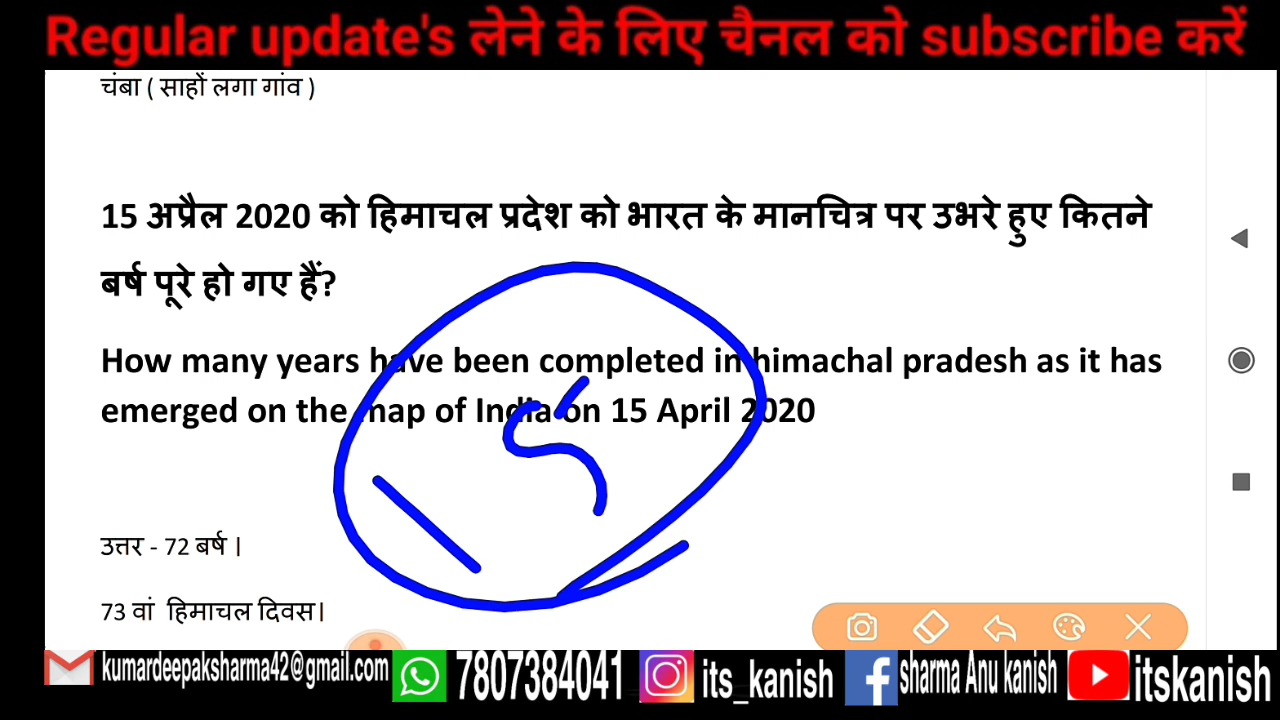 Regular update's लेने के लिए चैनल को subscribe करें
चंबा ( साहों लगा गांव )
15 अप्रैल 2020 को हिमाचल प्रदेश को भारत के मानचित्र पर उभरे हुए कितने
बर्ष पूरे हो गए हैं?
How many years have been completed in himachal pradesh as it has
emerged on the map of India on 15 April 2020
15
उत्तर - 72 बर्ष |
73 वां हिमाचल दिवस|
kumardeepaksharma42@gmail.com 7807384041 its_kanish sharma Anu kanish itskanish